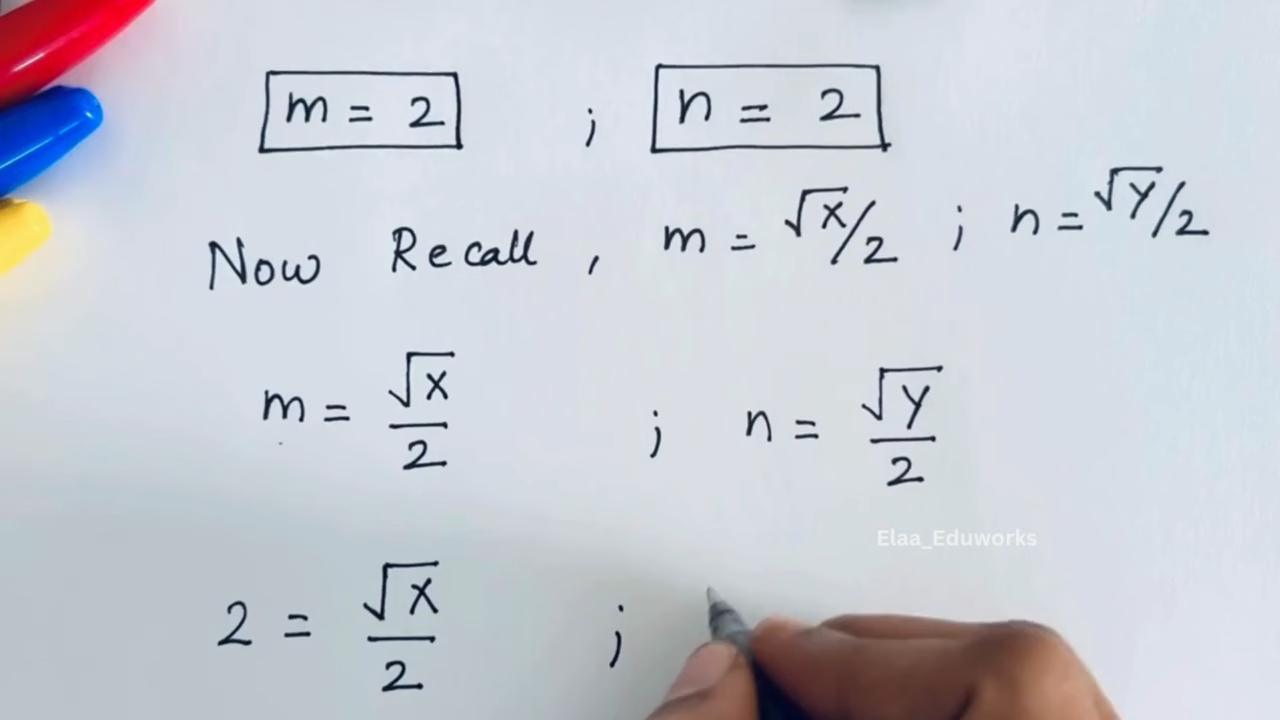 m = 2 ; n = 2
Now Recall , m = √x/2 ; n = √y/2
m = √x/2 ; n = √y/2
Elaa_Eduworks
2 = √x/2 ;